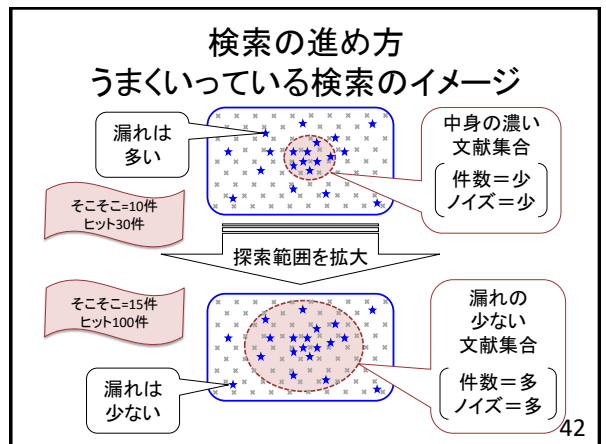 検索の進め方
うまくいっている検索のイメージ
漏れは
多い
中身の濃い
文献集合
件数＝少
ノイズ＝少
そこそこ=10件
ヒット30件
探索範囲を拡大
そこそこ=15件
ヒット100件
漏れの
少ない
文献集合
件数＝多
ノイズ＝多
漏れは
少ない
42